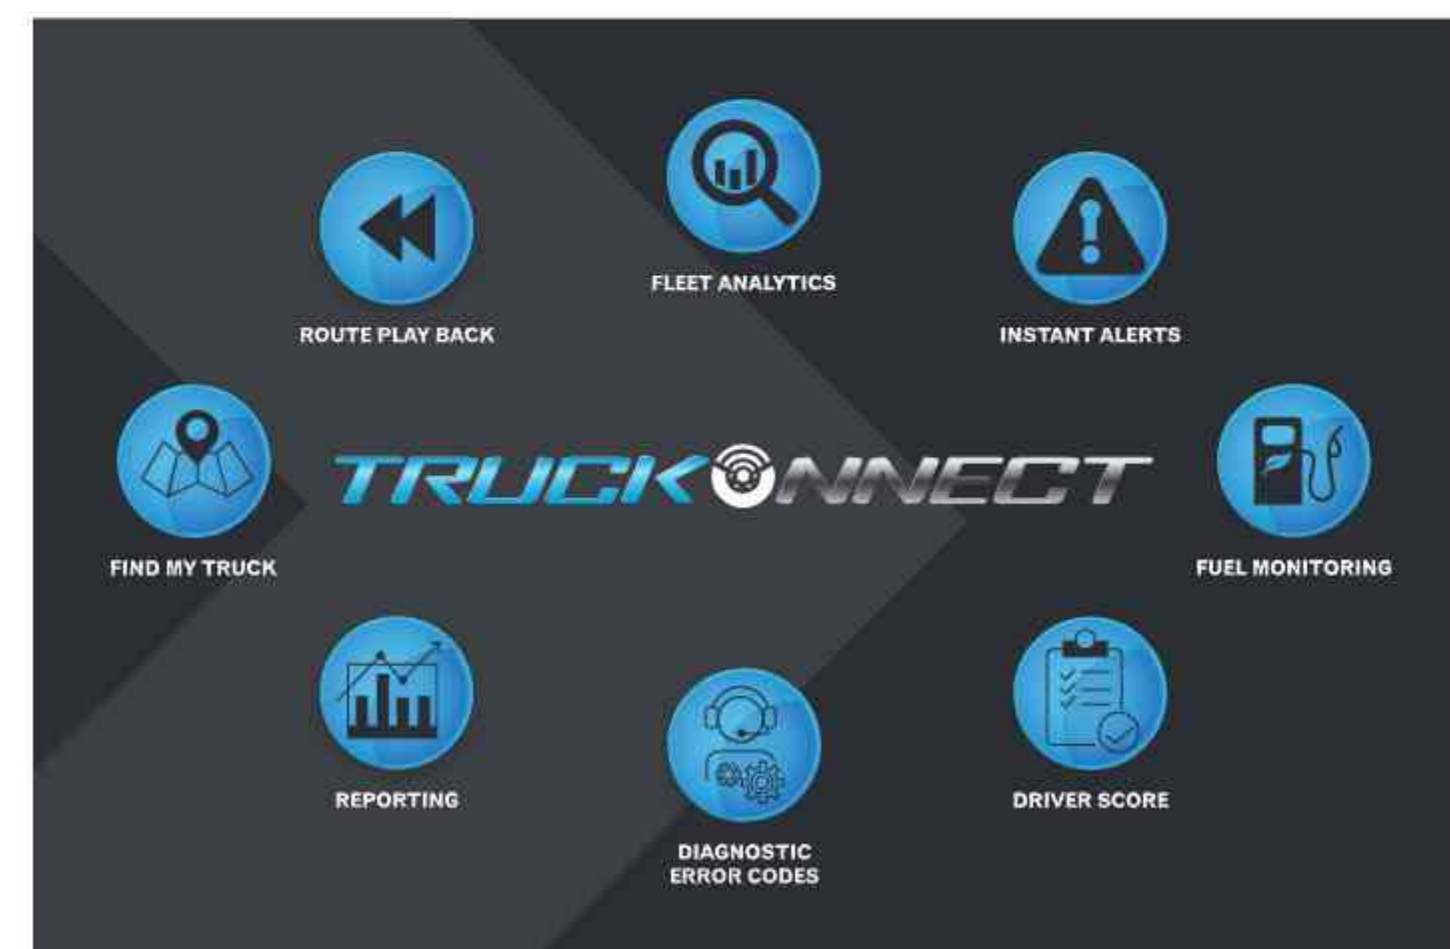 FLEET ANALYTICS
ROUTE PLAY BACK
INSTANT ALERTS
TRUCKONNECT
FIND MY TRUCK
FUEL MONITORING
REPORTING
DRIVER SCORE
DIAGNOSTIC
ERROR CODES